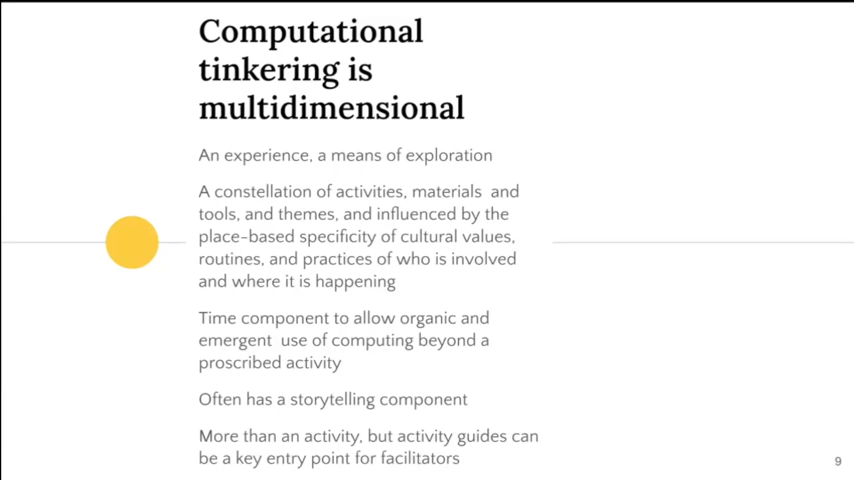 Computational
tinkering is
multidimensional
An experience, a means of exploration
A constellation of activities, materials and
tools, and themes, and influenced by the
place-based specificity of cultural values,
routines, and practices of who is involved
and where it is happening
Time component to allow organic and
emergent use of computing beyond a
proscribed activity
Often has a storytelling component
More than an activity, but activity guides can
be a key entry point for facilitators
9